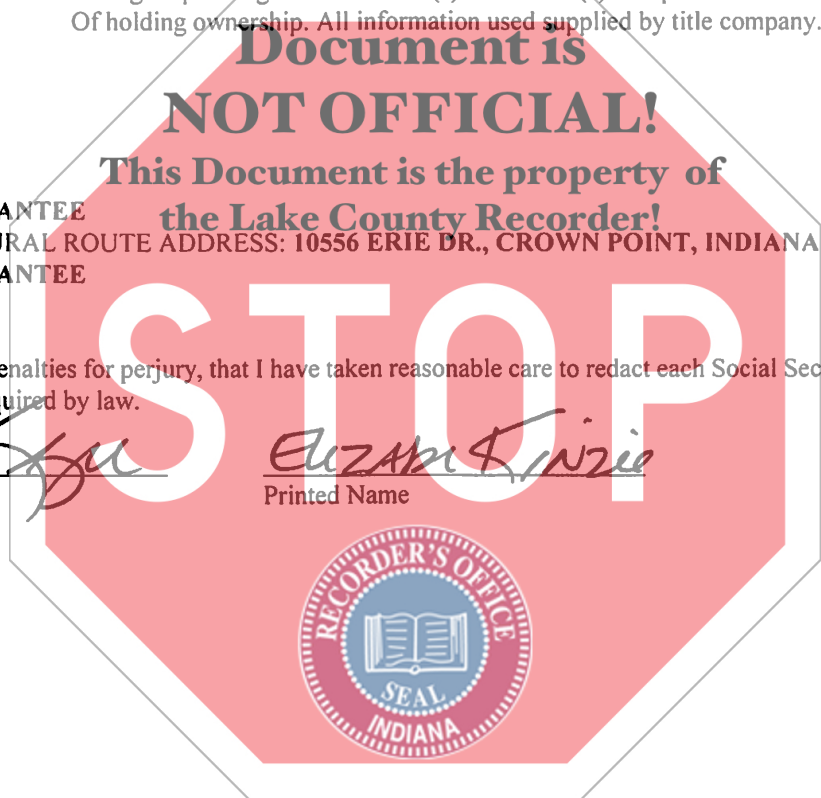 Of holding ownership. All information used supplied by title company.
Document is
NOT OFFICIAL!
This Document is the property of
the Lake County Recorder!
ANTEE
RAL ROUTE ADDRESS: 10556 ERIE DR., CROWN POINT, INDIANA
ANTEE
STOP
enalties for perjury, that I have taken reasonable care to redact each Social Sec
uired by law.
Printed Name
RECORDER'S OFFICE
SEAL
INDIANA